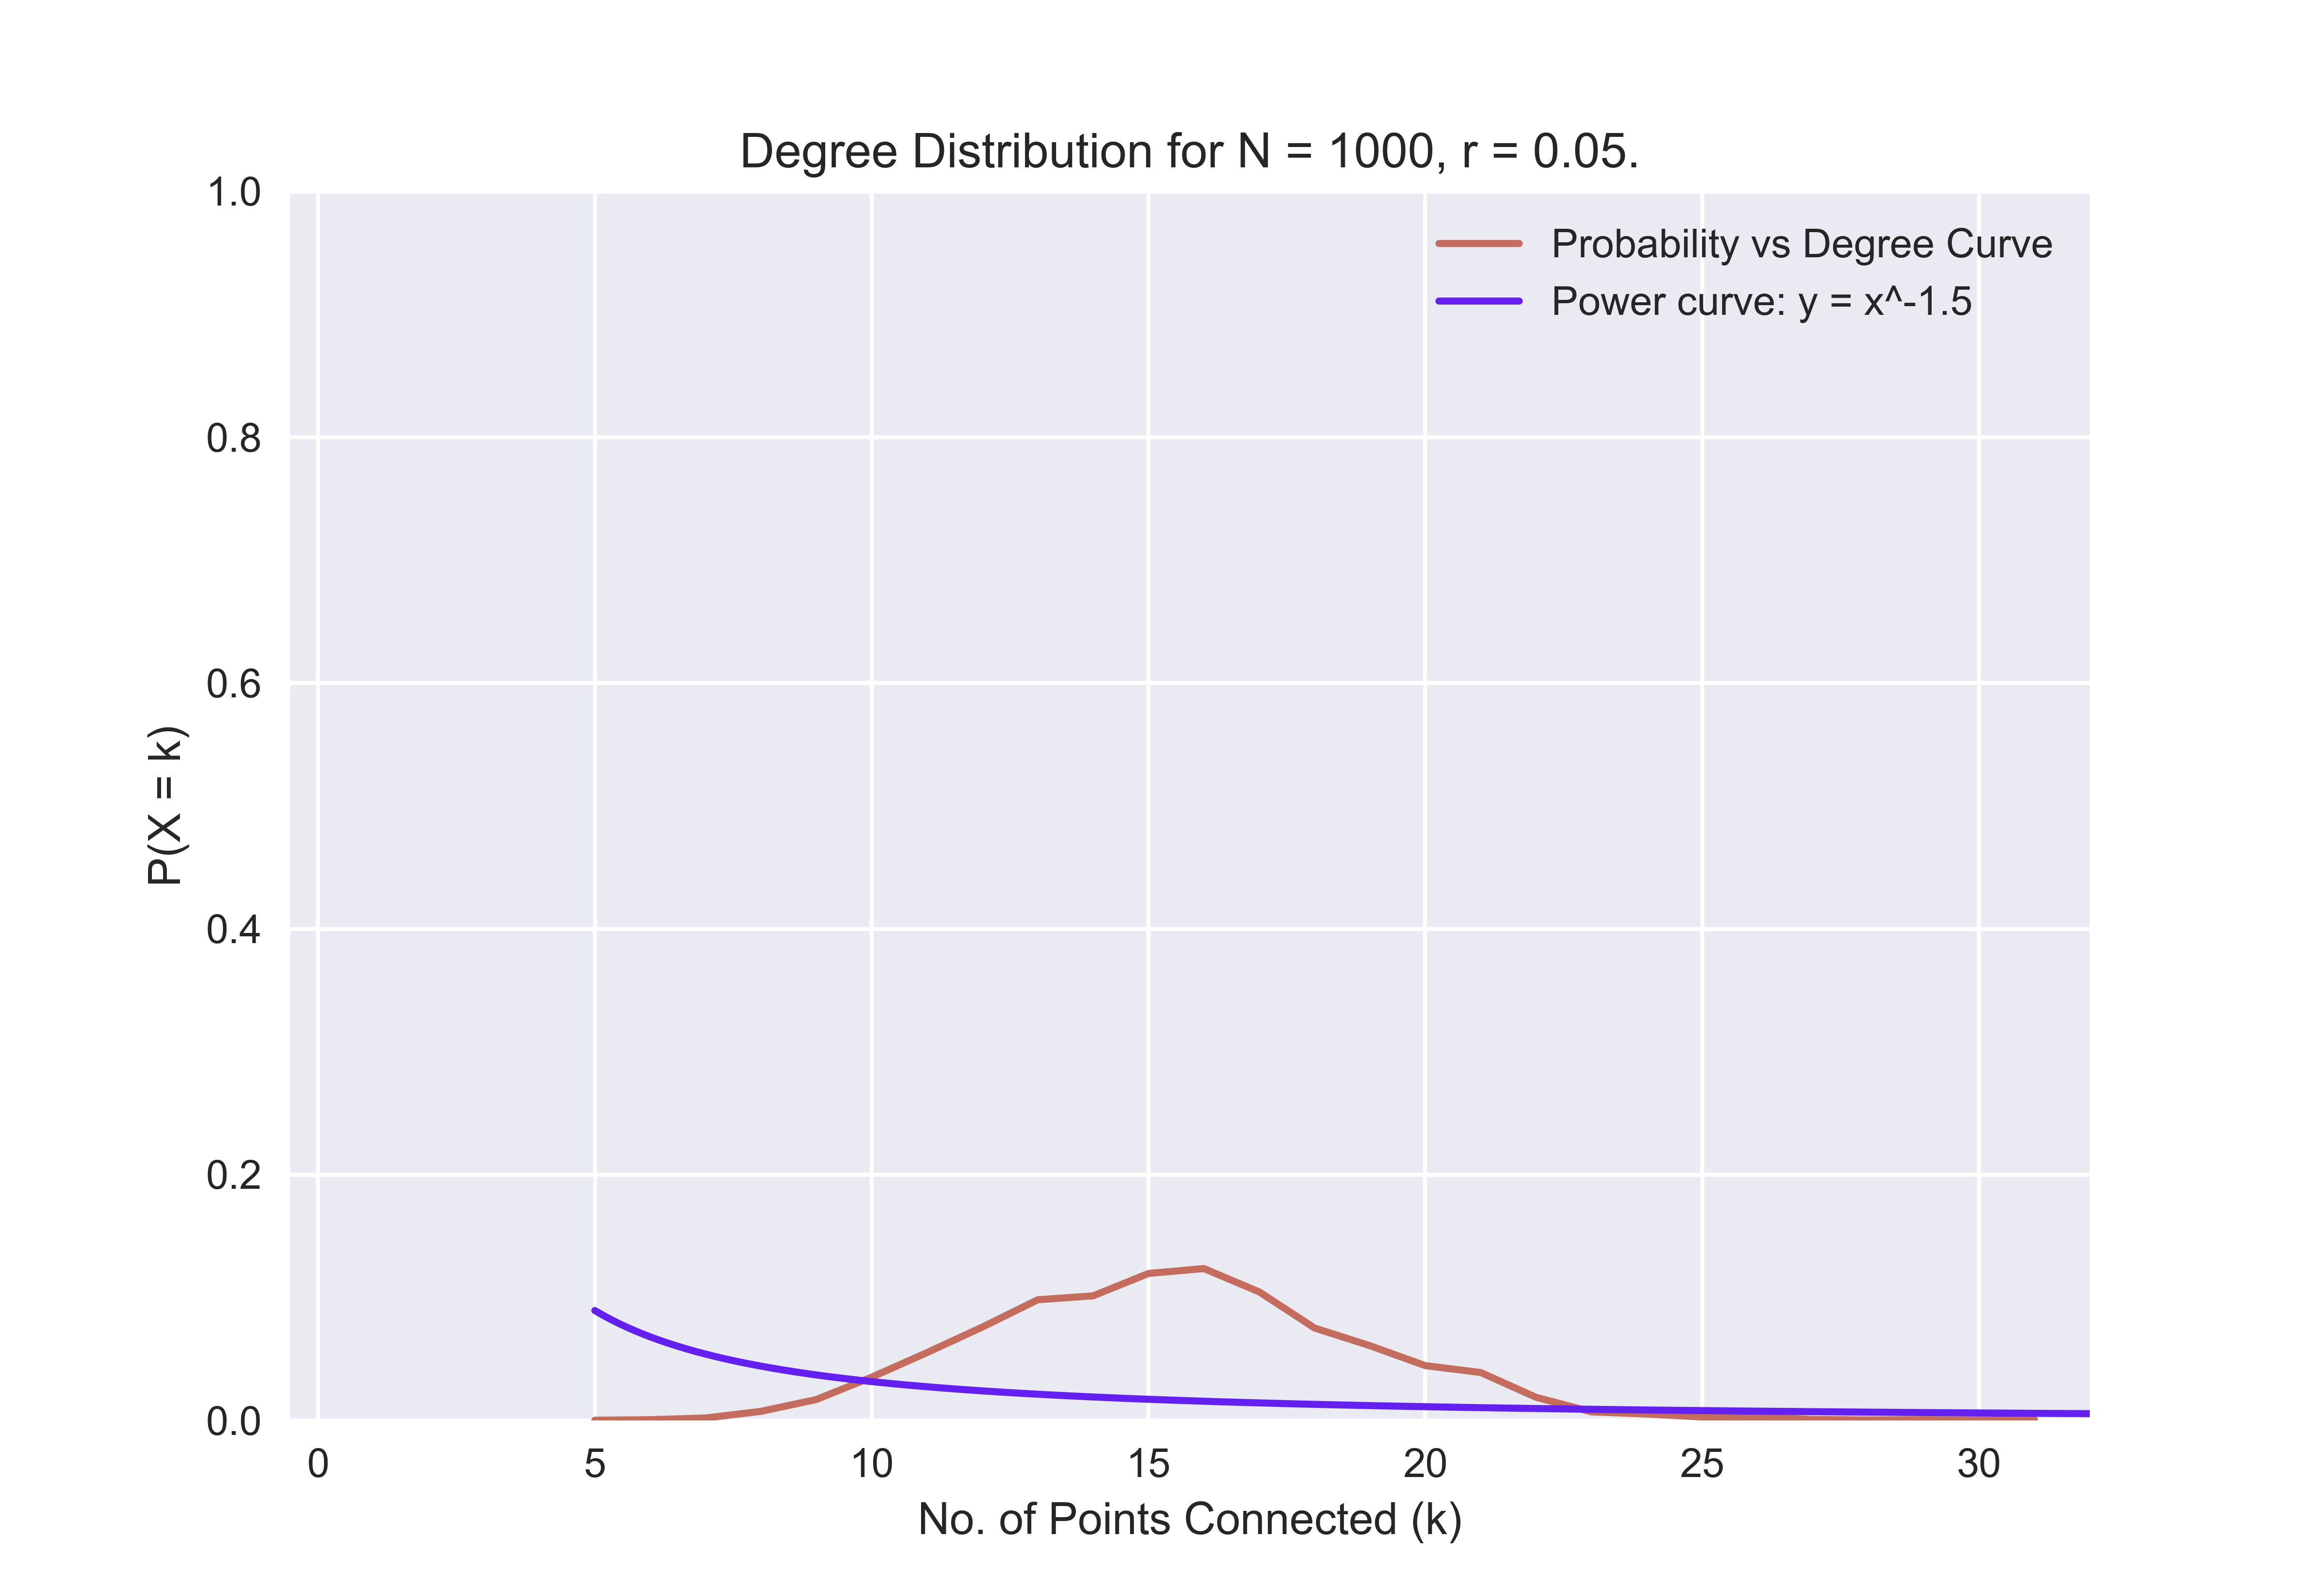 Degree Distribution for N = 1000, r = 0.05.
1.0
Probability vs Degree Curve
Power curve: y = x^-1.5
0.8
0.6
P(X = k)
0.4
0.2
0.0
0 5 10 15 20 25 30
No. of Points Connected (k)